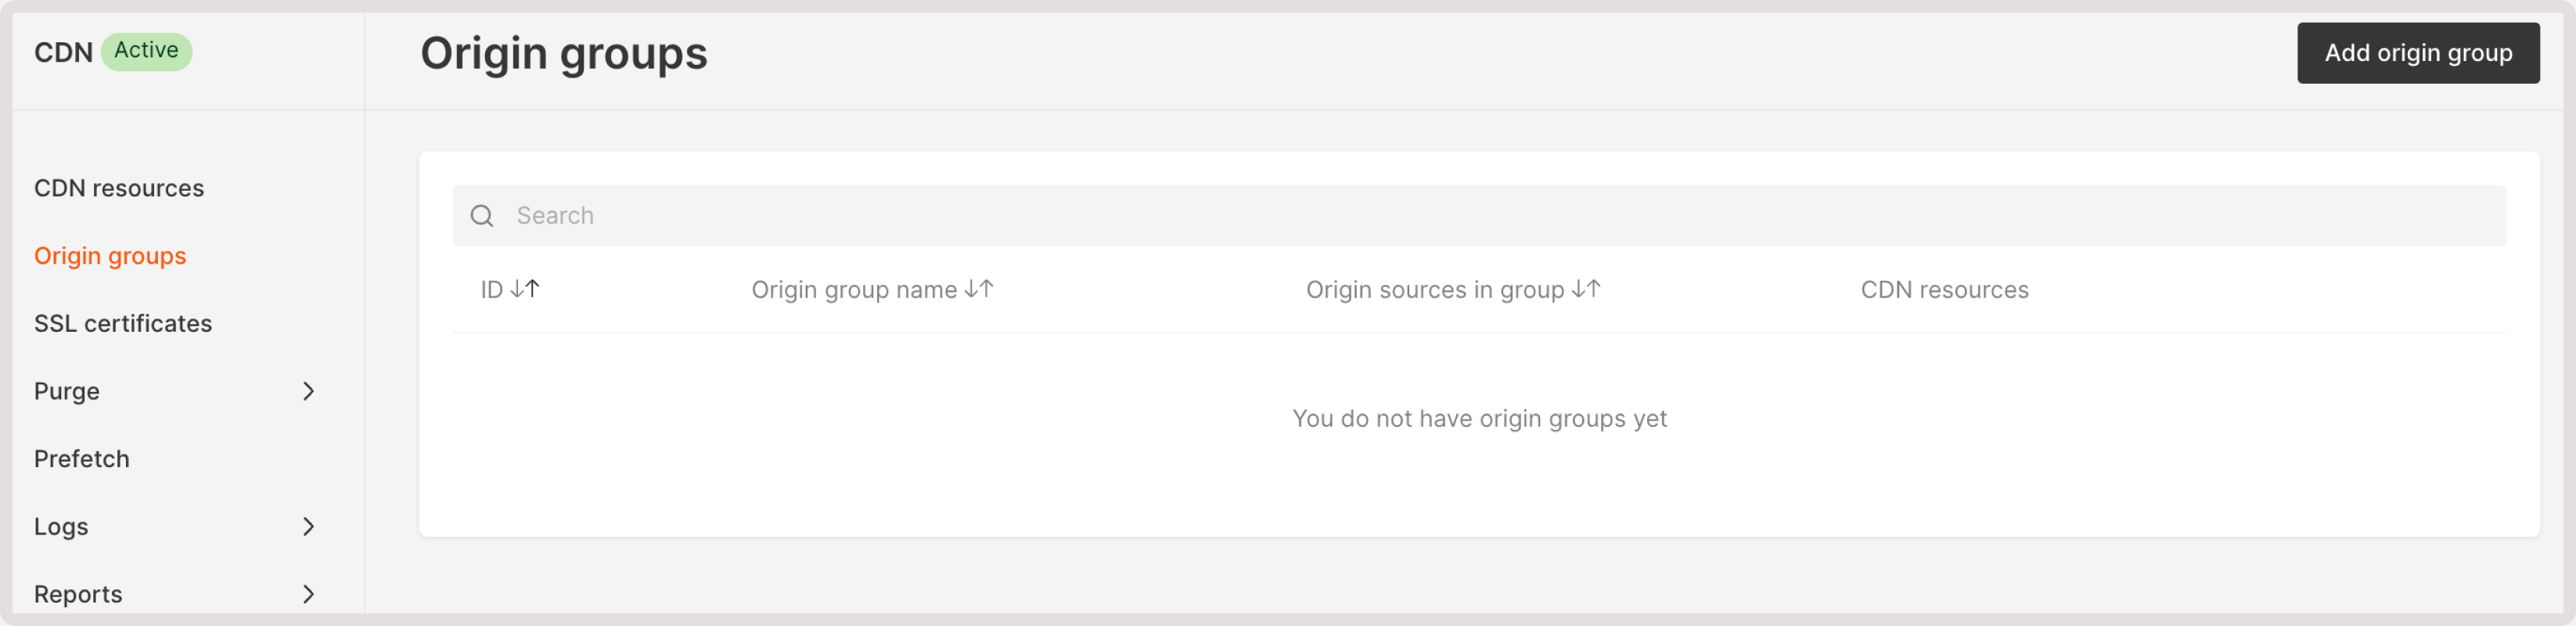 CDN Active
Origin groups
Add origin group
CDN resources
Origin groups
SSL certificates
Purge
Prefetch
Logs
Reports
Search
ID Origin group name Origin sources in group CDN resources
You do not have origin groups yet